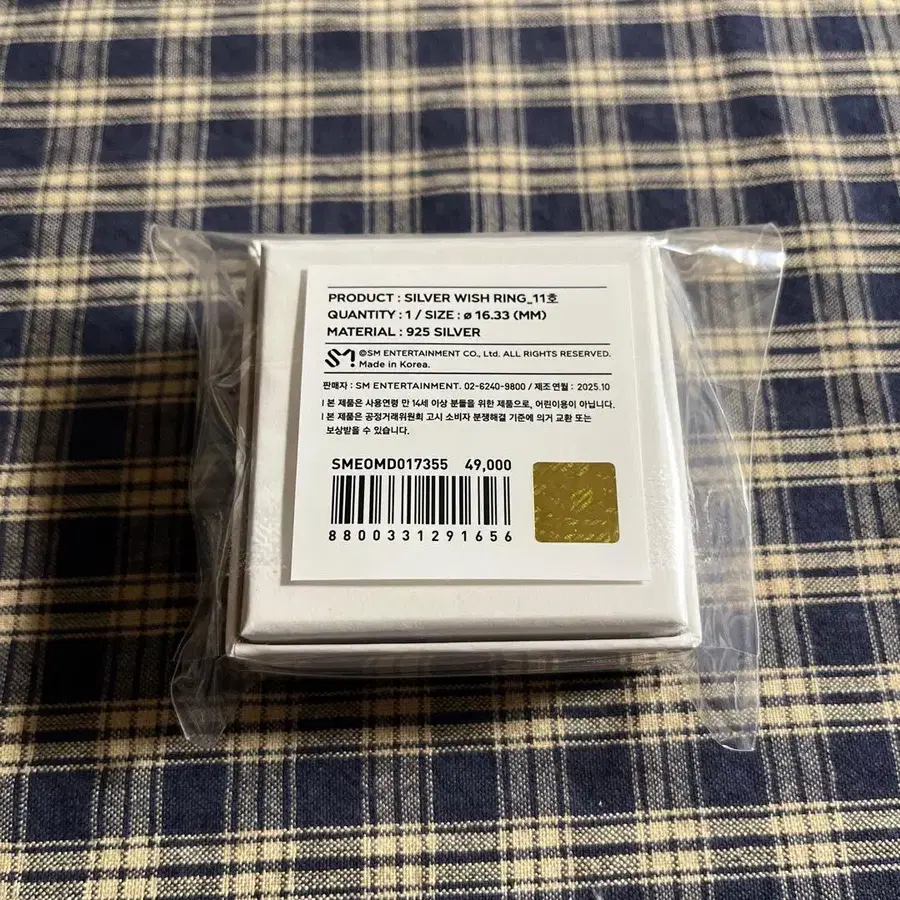 PRODUCT : SILVER WISH RING_11호
QUANTITY : 1 / SIZE : ø 16.33 (MM)
MATERIAL : 925 SILVER
SM ©SM ENTERTAINMENT CO., Ltd. ALL RIGHTS RESERVED.
Made in Korea.
판매자 : SM ENTERTAINMENT. 02-6240-9800 / 제조 연월 : 2025.10
ㅣ본 제품은 사용연령 만 14세 이상 분들을 위한 제품으로, 어린이용이 아닙니다.
ㅣ본 제품은 공정거래위원회 고시 소비자 분쟁해결 기준에 의거 교환 또는
보상받을 수 있습니다.
SMEOMD017355 49,000
8800331291656